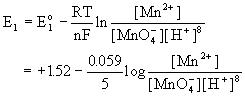 E₁ = E₁° − RT/nF ln [Mn²⁺]/[MnO₄⁻][H⁺]⁸
= +1.52 − 0.059/5 log [Mn²⁺]/[MnO₄⁻][H⁺]⁸